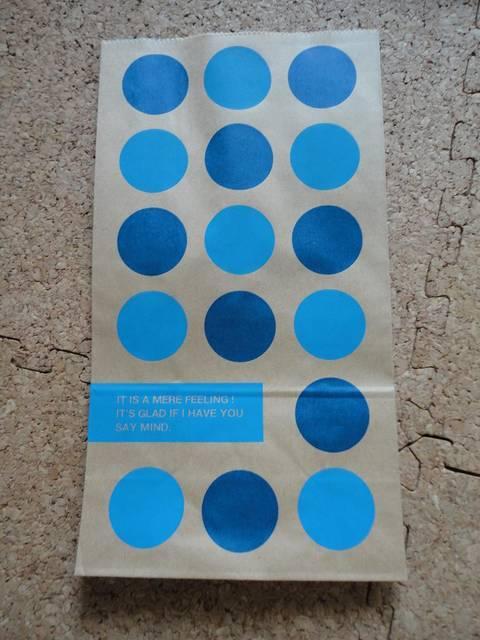 IT IS A MERE FEELING !
IT'S GLAD IF I HAVE YOU
SAY MIND.